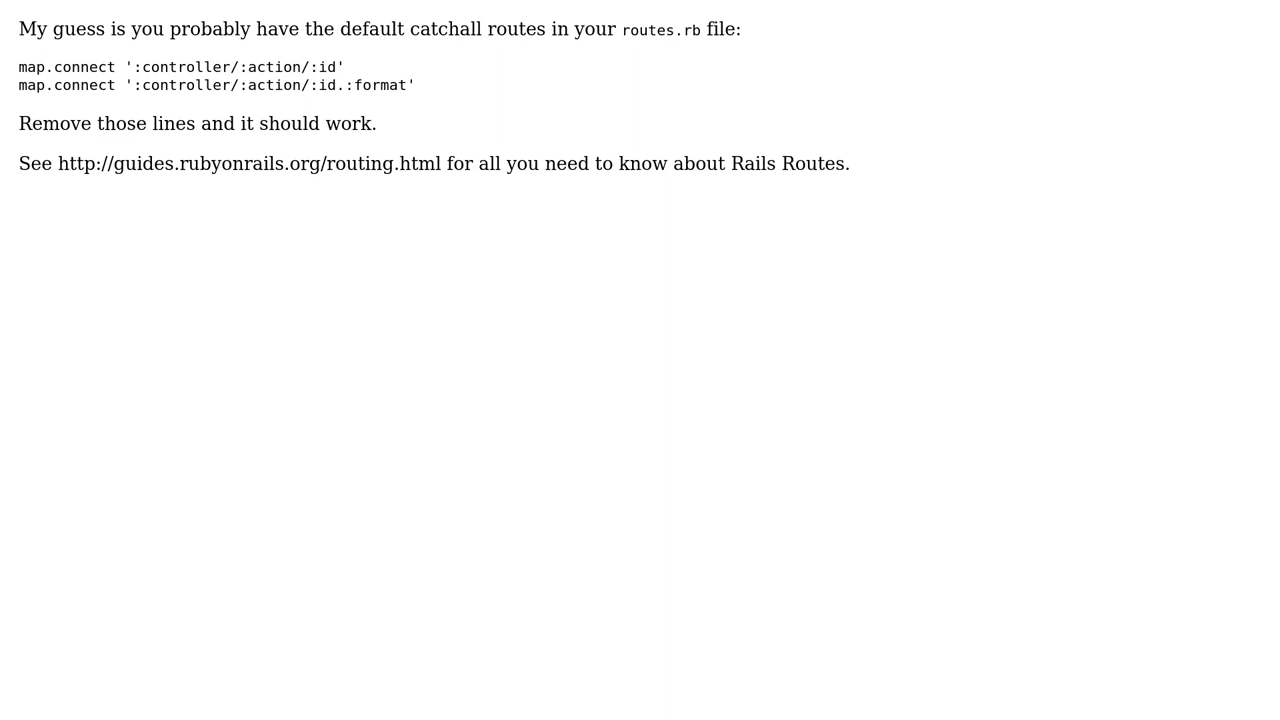 My guess is you probably have the default catchall routes in your routes.rb file:
map.connect ':controller/:action/:id'
map.connect ':controller/:action/:id.:format'
Remove those lines and it should work.
See http://guides.rubyonrails.org/routing.html for all you need to know about Rails Routes.